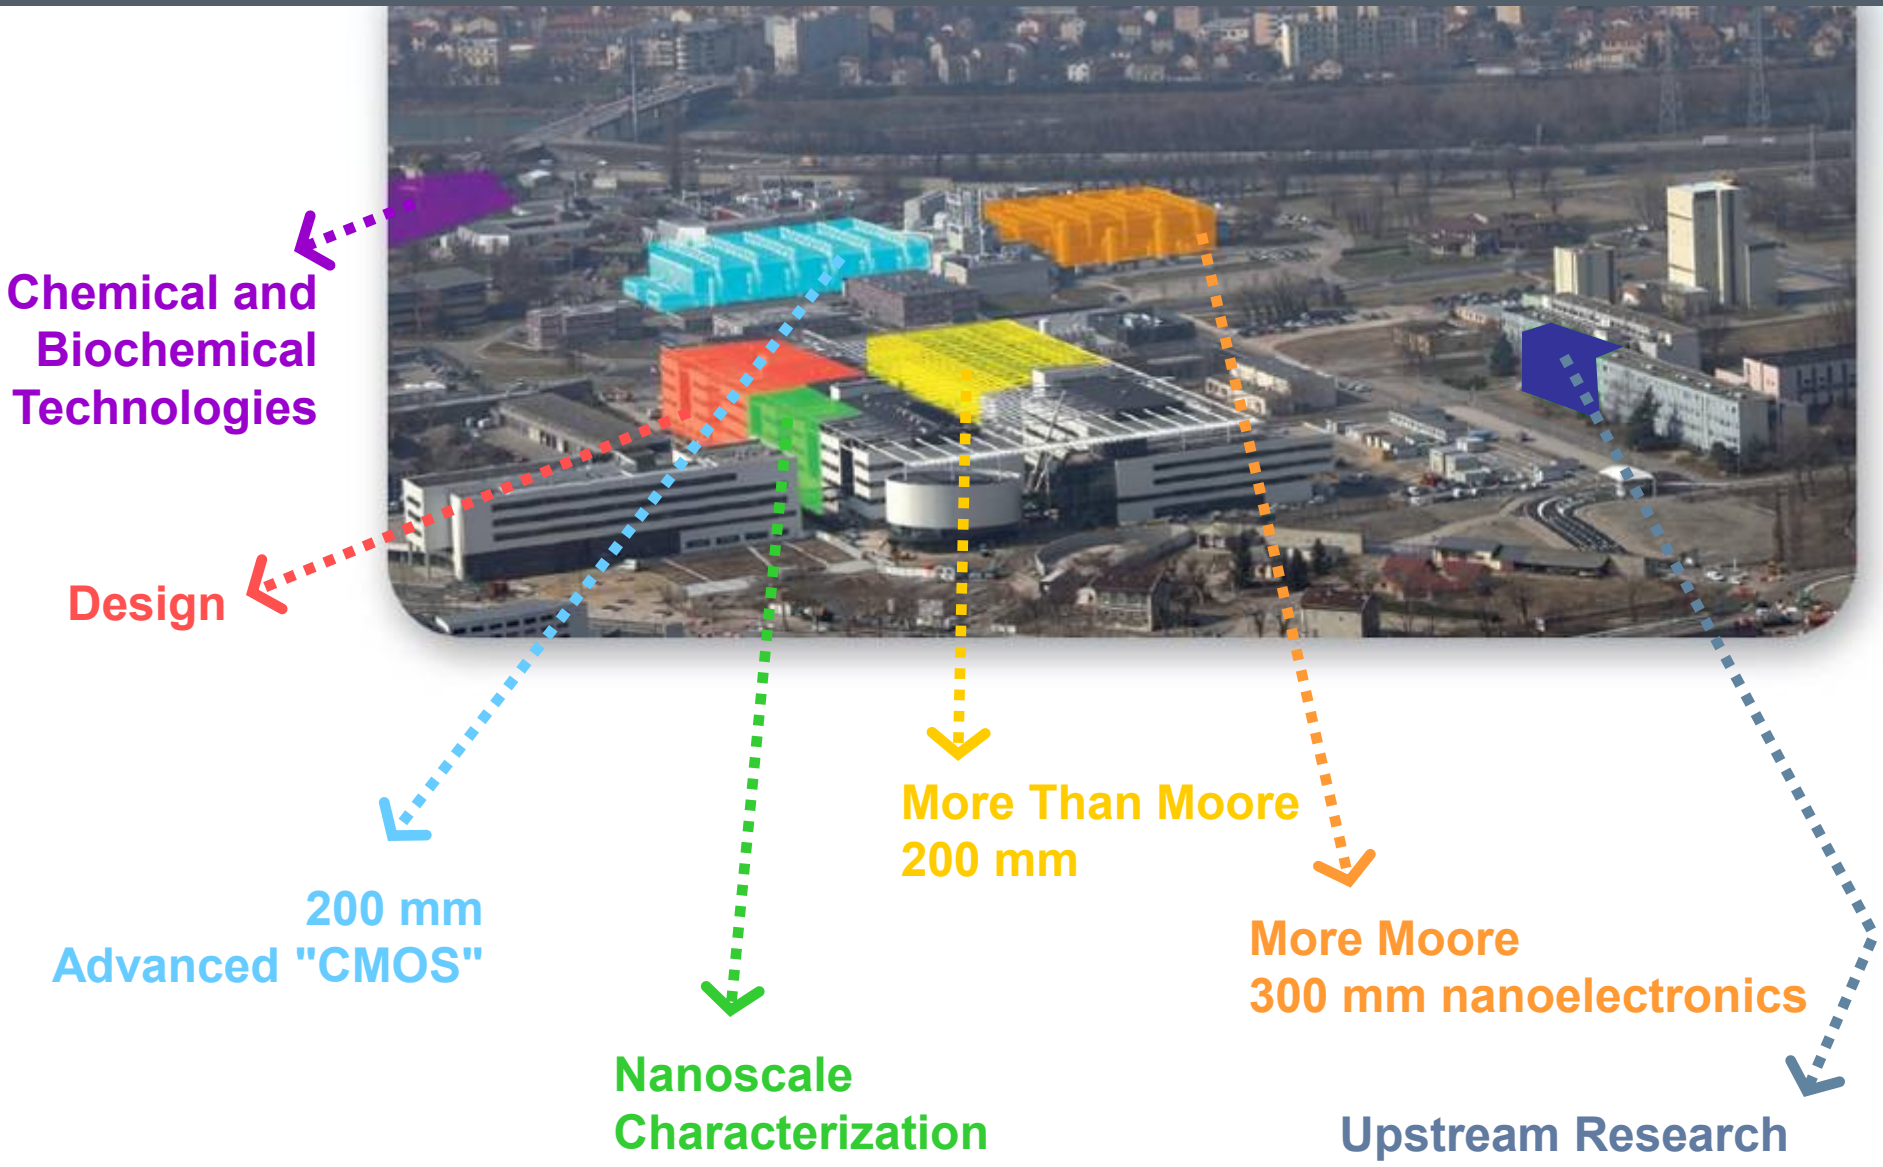 Chemical and
Biochemical
Technologies
Design
200 mm
Advanced "CMOS"
Nanoscale
Characterization
More Than Moore
200 mm
More Moore
300 mm nanoelectronics
Upstream Research